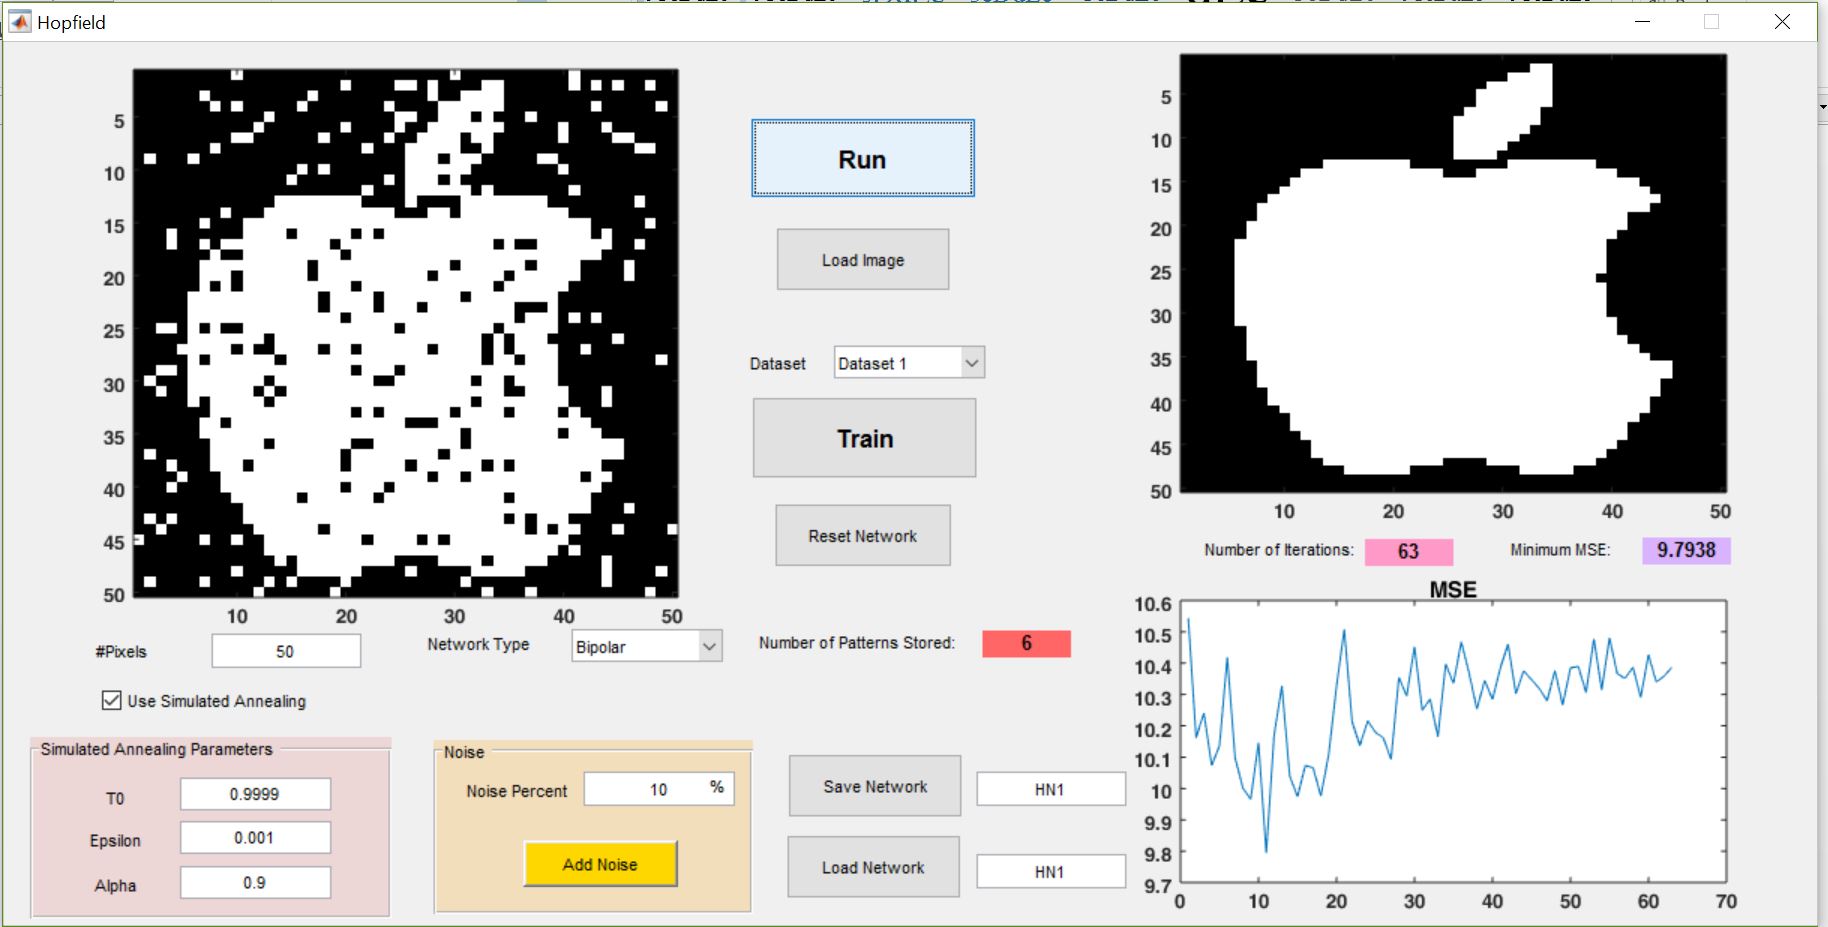 Hopfield
5
10
15
20
25
30
35
40
45
50
10 20 30 40 50
#Pixels 50
Network Type Bipolar
Use Simulated Annealing
Simulated Annealing Parameters
T0 0.9999
Epsilon 0.001
Alpha 0.9
Noise
Noise Percent 10 %
Add Noise
Run
Load Image
Dataset Dataset 1
Train
Reset Network
Number of Patterns Stored: 6
Save Network HN1
Load Network HN1
5
10
15
20
25
30
35
40
45
50
10 20 30 40 50
Number of Iterations: 63 Minimum MSE: 9.7938
MSE
10.6
10.5
10.4
10.3
10.2
10.1
10
9.9
9.8
9.7
0 10 20 30 40 50 60 70